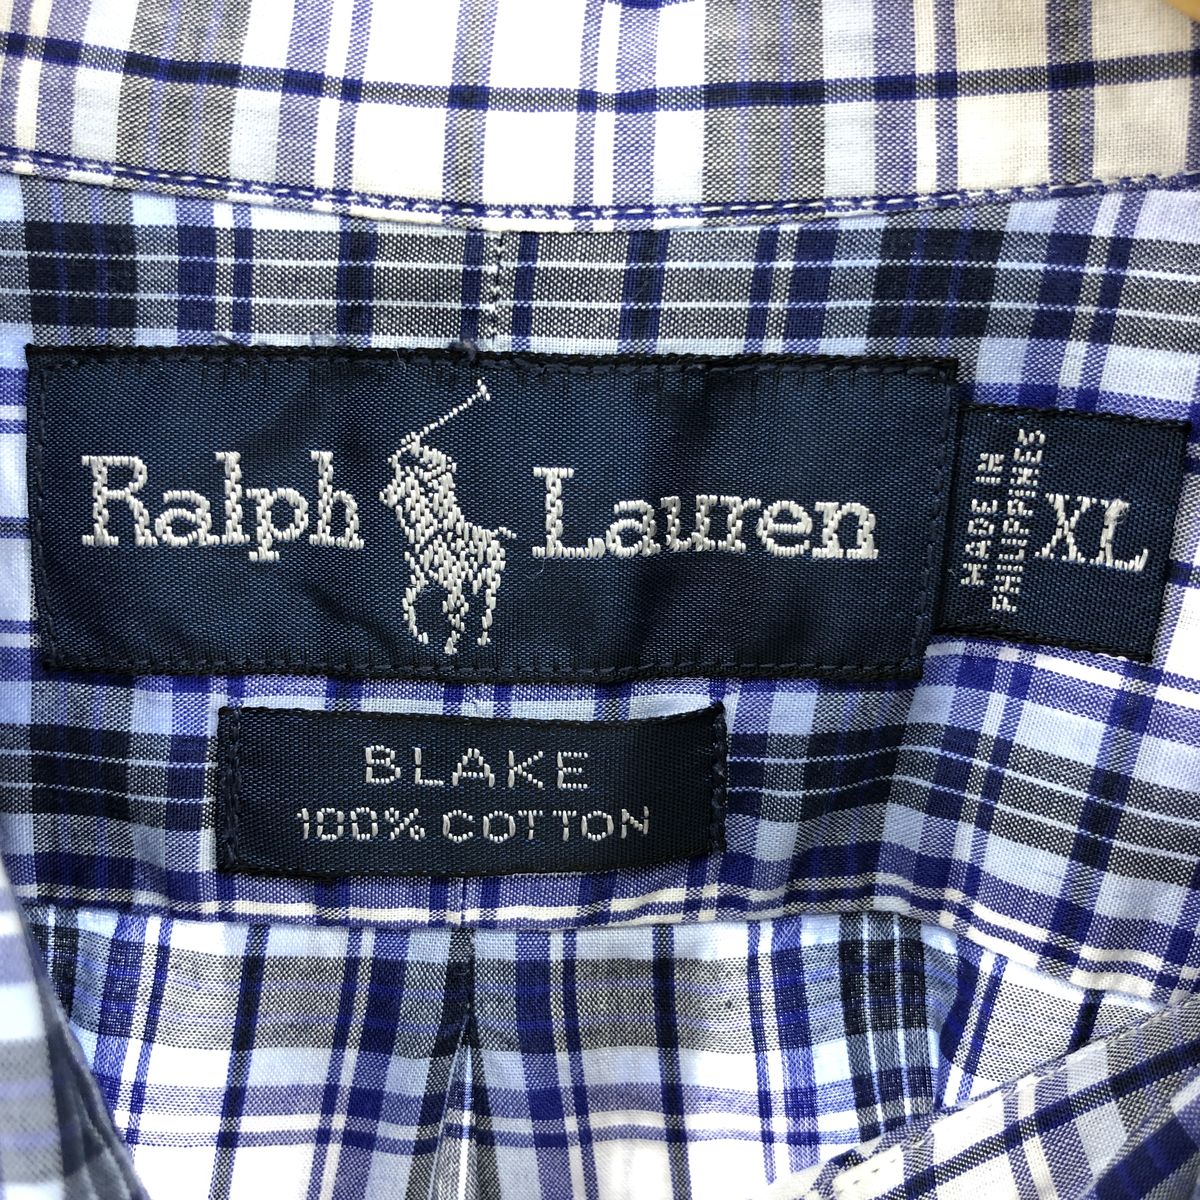 Ralph Lauren
MADE IN
PHILIPPINES
XL
BLAKE
100% COTTON